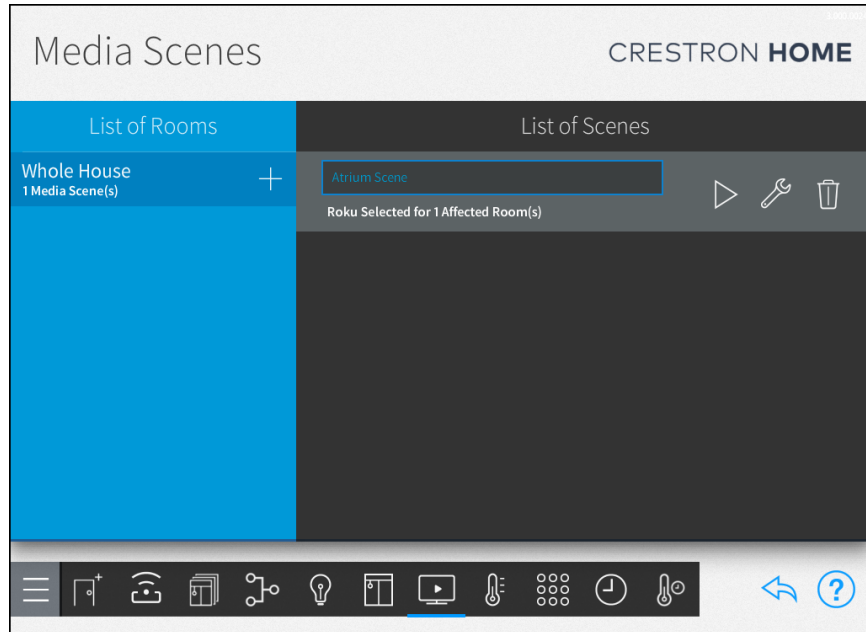 Media Scenes
CRESTRON HOME
List of Rooms
List of Scenes
Whole House
1 Media Scene(s)
Atrium Scene
Roku Selected for 1 Affected Room(s)
?